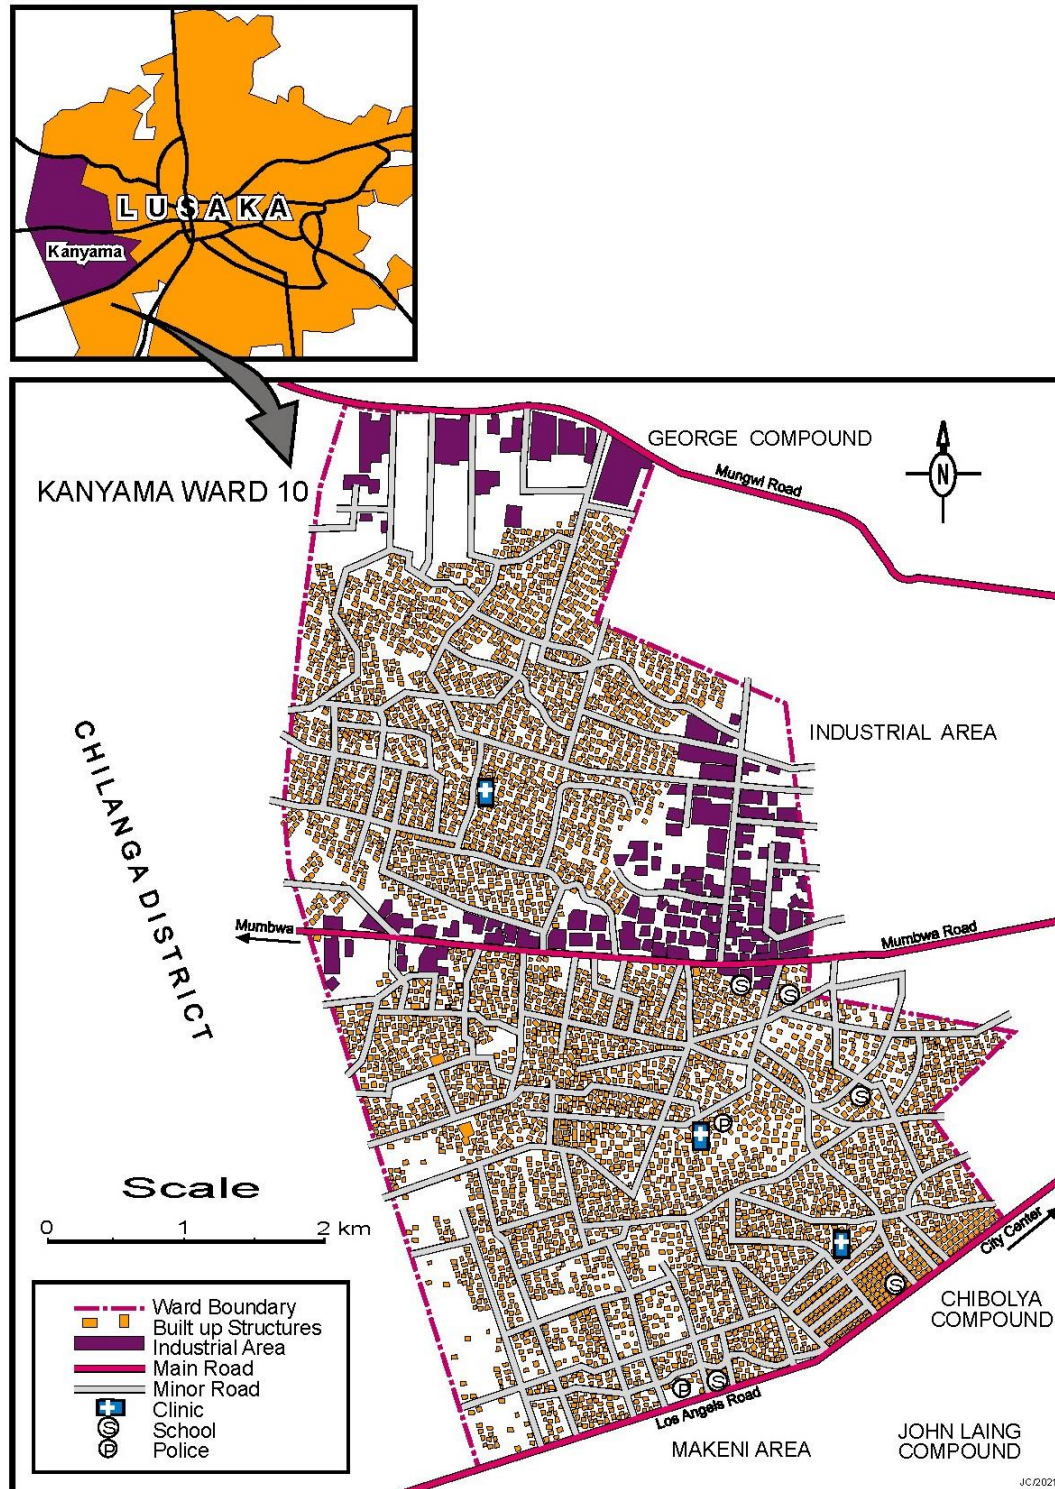 LUSAKA
Kanyama
KANYAMA WARD 10
GEORGE COMPOUND
Mungwi Road
N
INDUSTRIAL AREA
CHILANGA DISTRICT
Mumbwa
Mumbwa Road
S
S
S
P
Scale
0 1 2 km
City Center
S
CHIBOLYA
COMPOUND
P
S
Los Angels Road
MAKENI AREA
JOHN LAING
COMPOUND
Ward Boundary
Built up Structures
Industrial Area
Main Road
Minor Road
Clinic
S School
P Police
JC/2021